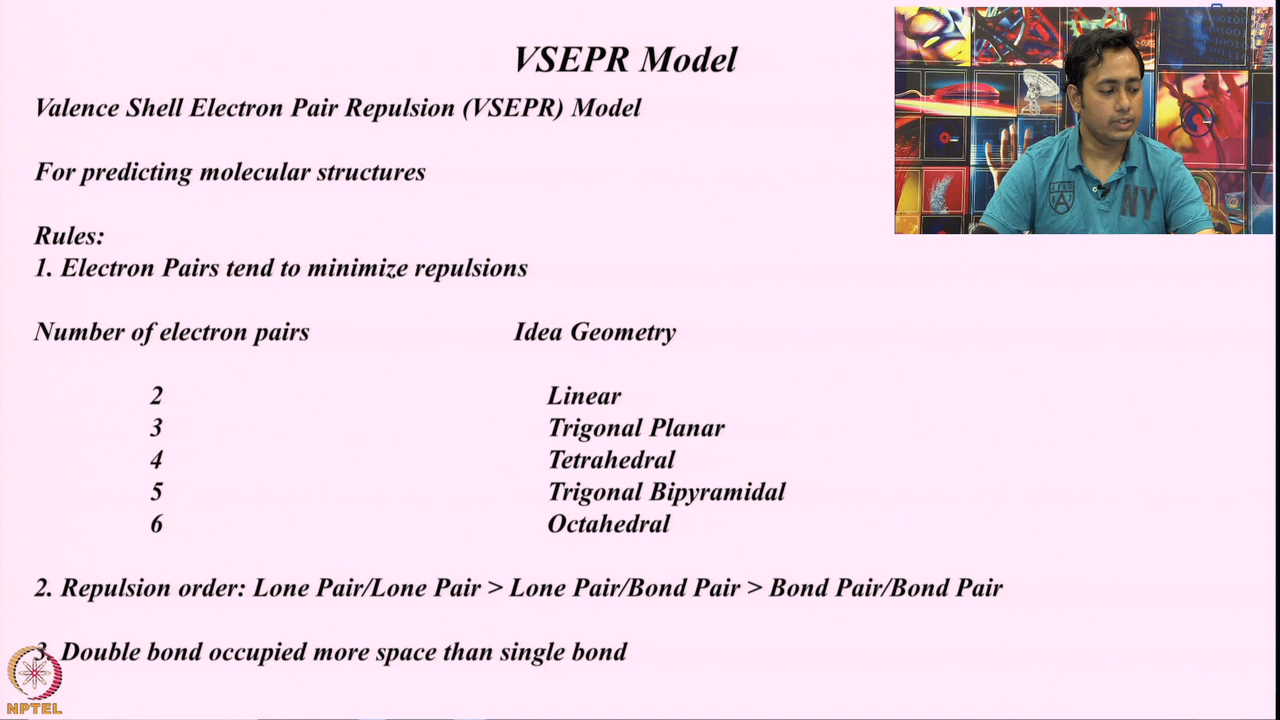 VSEPR Model
Valence Shell Electron Pair Repulsion (VSEPR) Model
For predicting molecular structures
Rules:
1. Electron Pairs tend to minimize repulsions
Number of electron pairs Idea Geometry
2 Linear
3 Trigonal Planar
4 Tetrahedral
5 Trigonal Bipyramidal
6 Octahedral
2. Repulsion order: Lone Pair/Lone Pair > Lone Pair/Bond Pair > Bond Pair/Bond Pair
3. Double bond occupied more space than single bond
NPTEL
NY